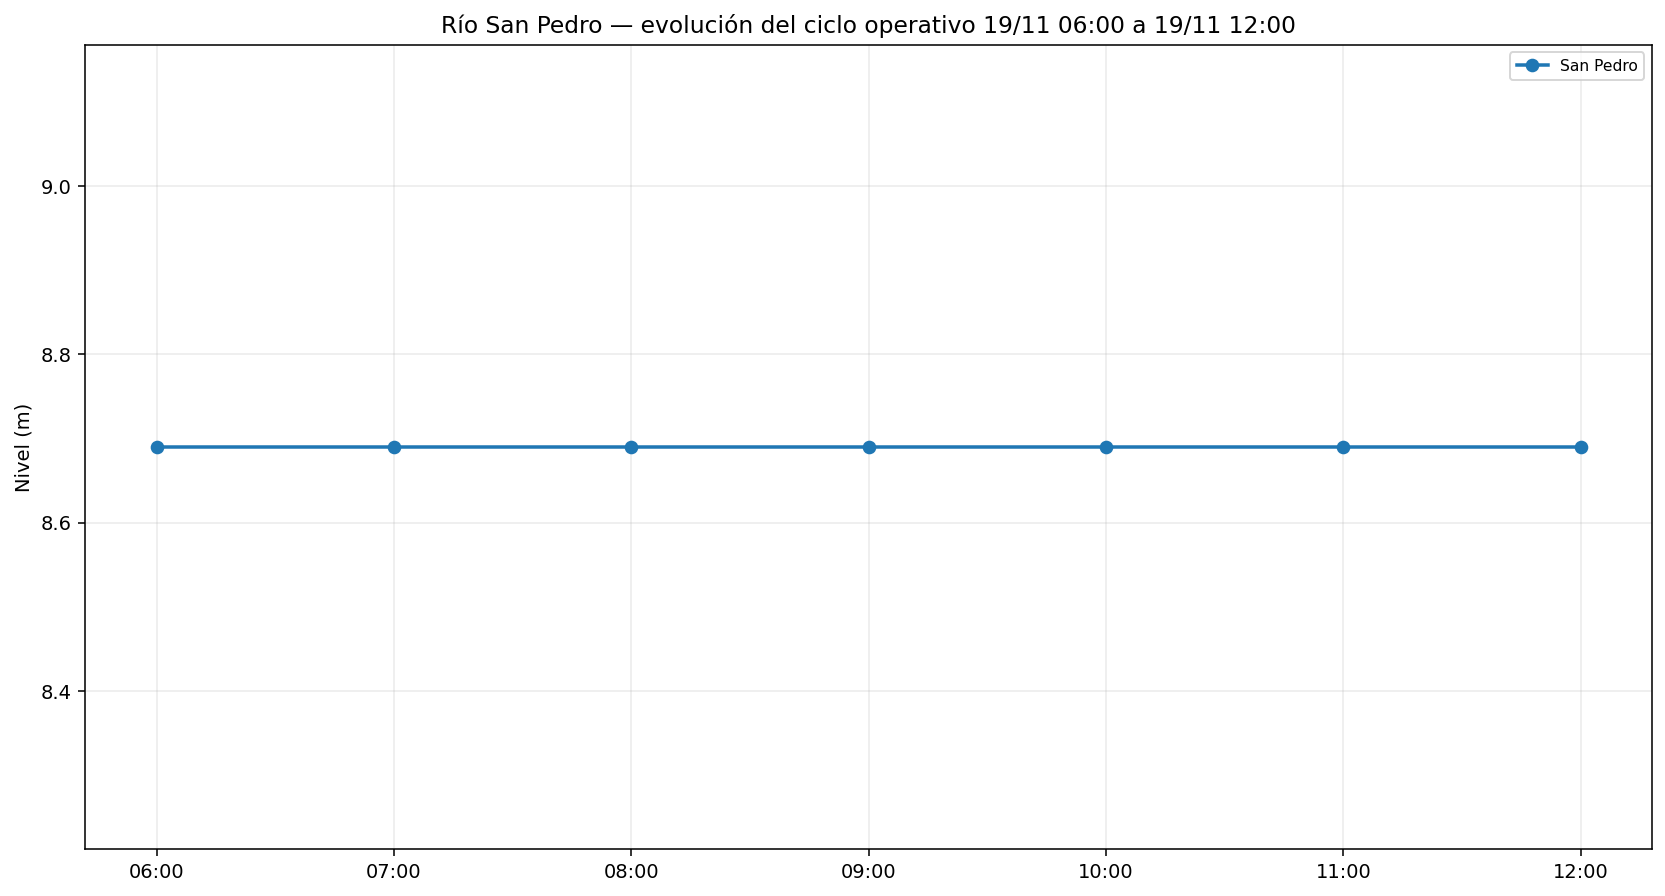 Río San Pedro — evolución del ciclo operativo 19/11 06:00 a 19/11 12:00
San Pedro
Nivel (m)
9.0
8.8
8.6
8.4
06:00 07:00 08:00 09:00 10:00 11:00 12:00